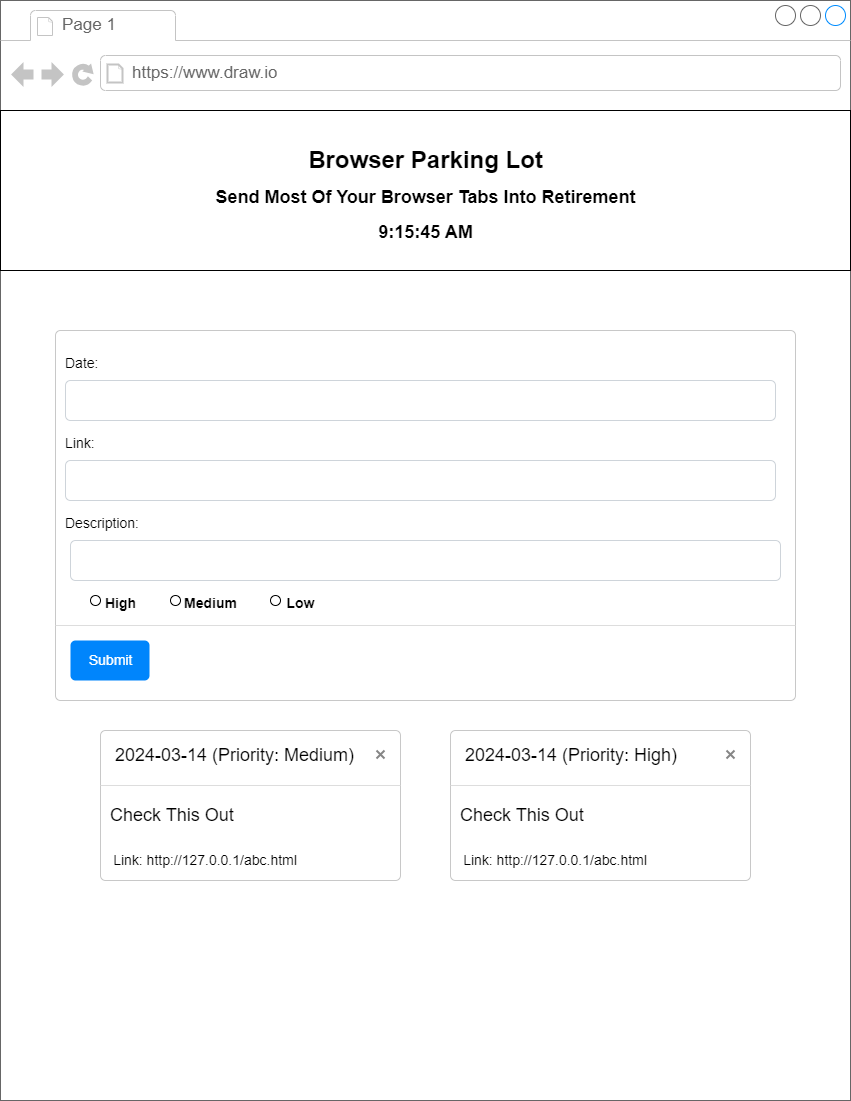 Page 1
https://www.draw.io
Browser Parking Lot
Send Most Of Your Browser Tabs Into Retirement
9:15:45 AM
Date:
Link:
Description:
High Medium Low
Submit
2024-03-14 (Priority: Medium) ×
Check This Out
Link: http://127.0.0.1/abc.html
2024-03-14 (Priority: High) ×
Check This Out
Link: http://127.0.0.1/abc.html